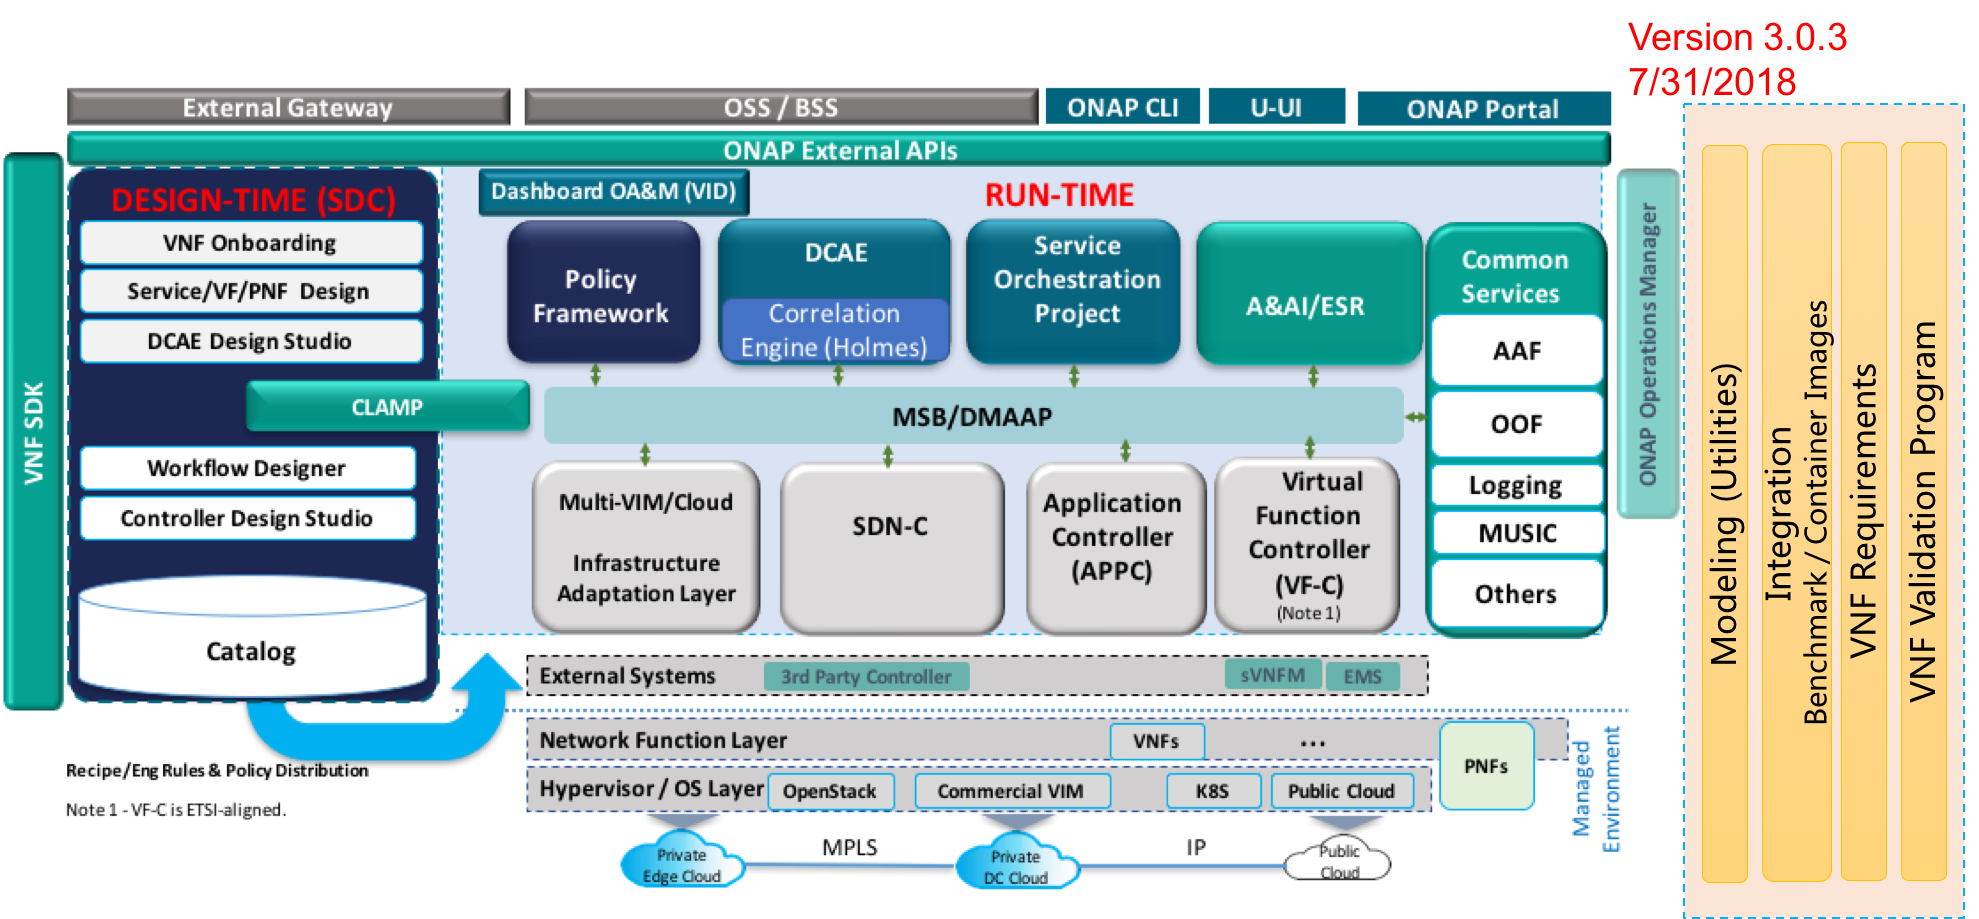 Version 3.0.3
7/31/2018
External Gateway
OSS / BSS
ONAP CLI
U-UI
ONAP Portal
ONAP External APIs
VNF SDK
DESIGN-TIME (SDC)
VNF Onboarding
Service/VF/PNF Design
DCAE Design Studio
CLAMP
Workflow Designer
Controller Design Studio
Catalog
Dashboard OA&M (VID)
RUN-TIME
Policy
Framework
DCAE
Correlation
Engine (Holmes)
Service
Orchestration
Project
A&AI/ESR
Common
Services
AAF
OOF
Logging
MUSIC
Others
MSB/DMAAP
Multi-VIM/Cloud
Infrastructure
Adaptation Layer
SDN-C
Application
Controller
(APPC)
Virtual
Function
Controller
(VF-C)
(Note 1)
ONAP Operations Manager
Modeling (Utilities)
Integration
Benchmark / Container Images
VNF Requirements
VNF Validation Program
External Systems
3rd Party Controller
sVNFM
EMS
Network Function Layer
VNFs
...
PNFs
Hypervisor / OS Layer
OpenStack
Commercial VIM
K8S
Public Cloud
Managed
Environment
Recipe/Eng Rules & Policy Distribution
Note 1 - VF-C is ETSI-aligned.
Private
Edge Cloud
MPLS
Private
DC Cloud
IP
Public
Cloud